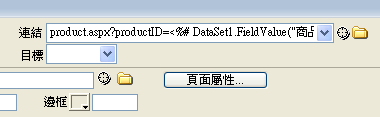 連結 product.aspx?productID=<%# DataSet1.FieldValue("商品
目標
頁面屬性...
邊框